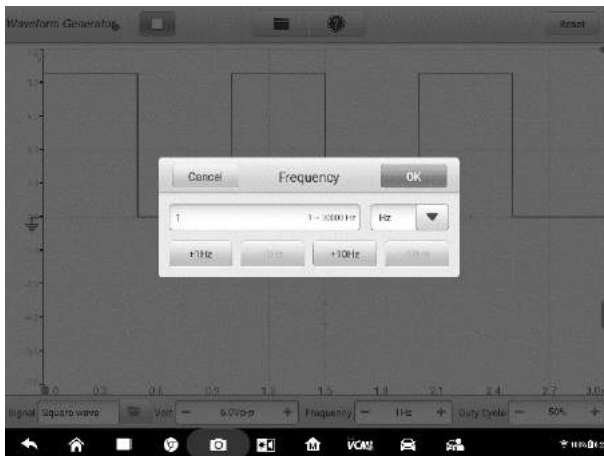 Waveform Generator
Reset
Cancel Frequency OK
1 1 ~ 30000 Hz Hz
+1Hz +10Hz
0.0 0.3 0.6 0.9 1.2 1.5 1.8 2.1 2.4 2.7 3.0
Signal Square wave Volt − 6.0Vp-p + Frequency − 1Hz + Duty Cycle − 50% +
VCMI